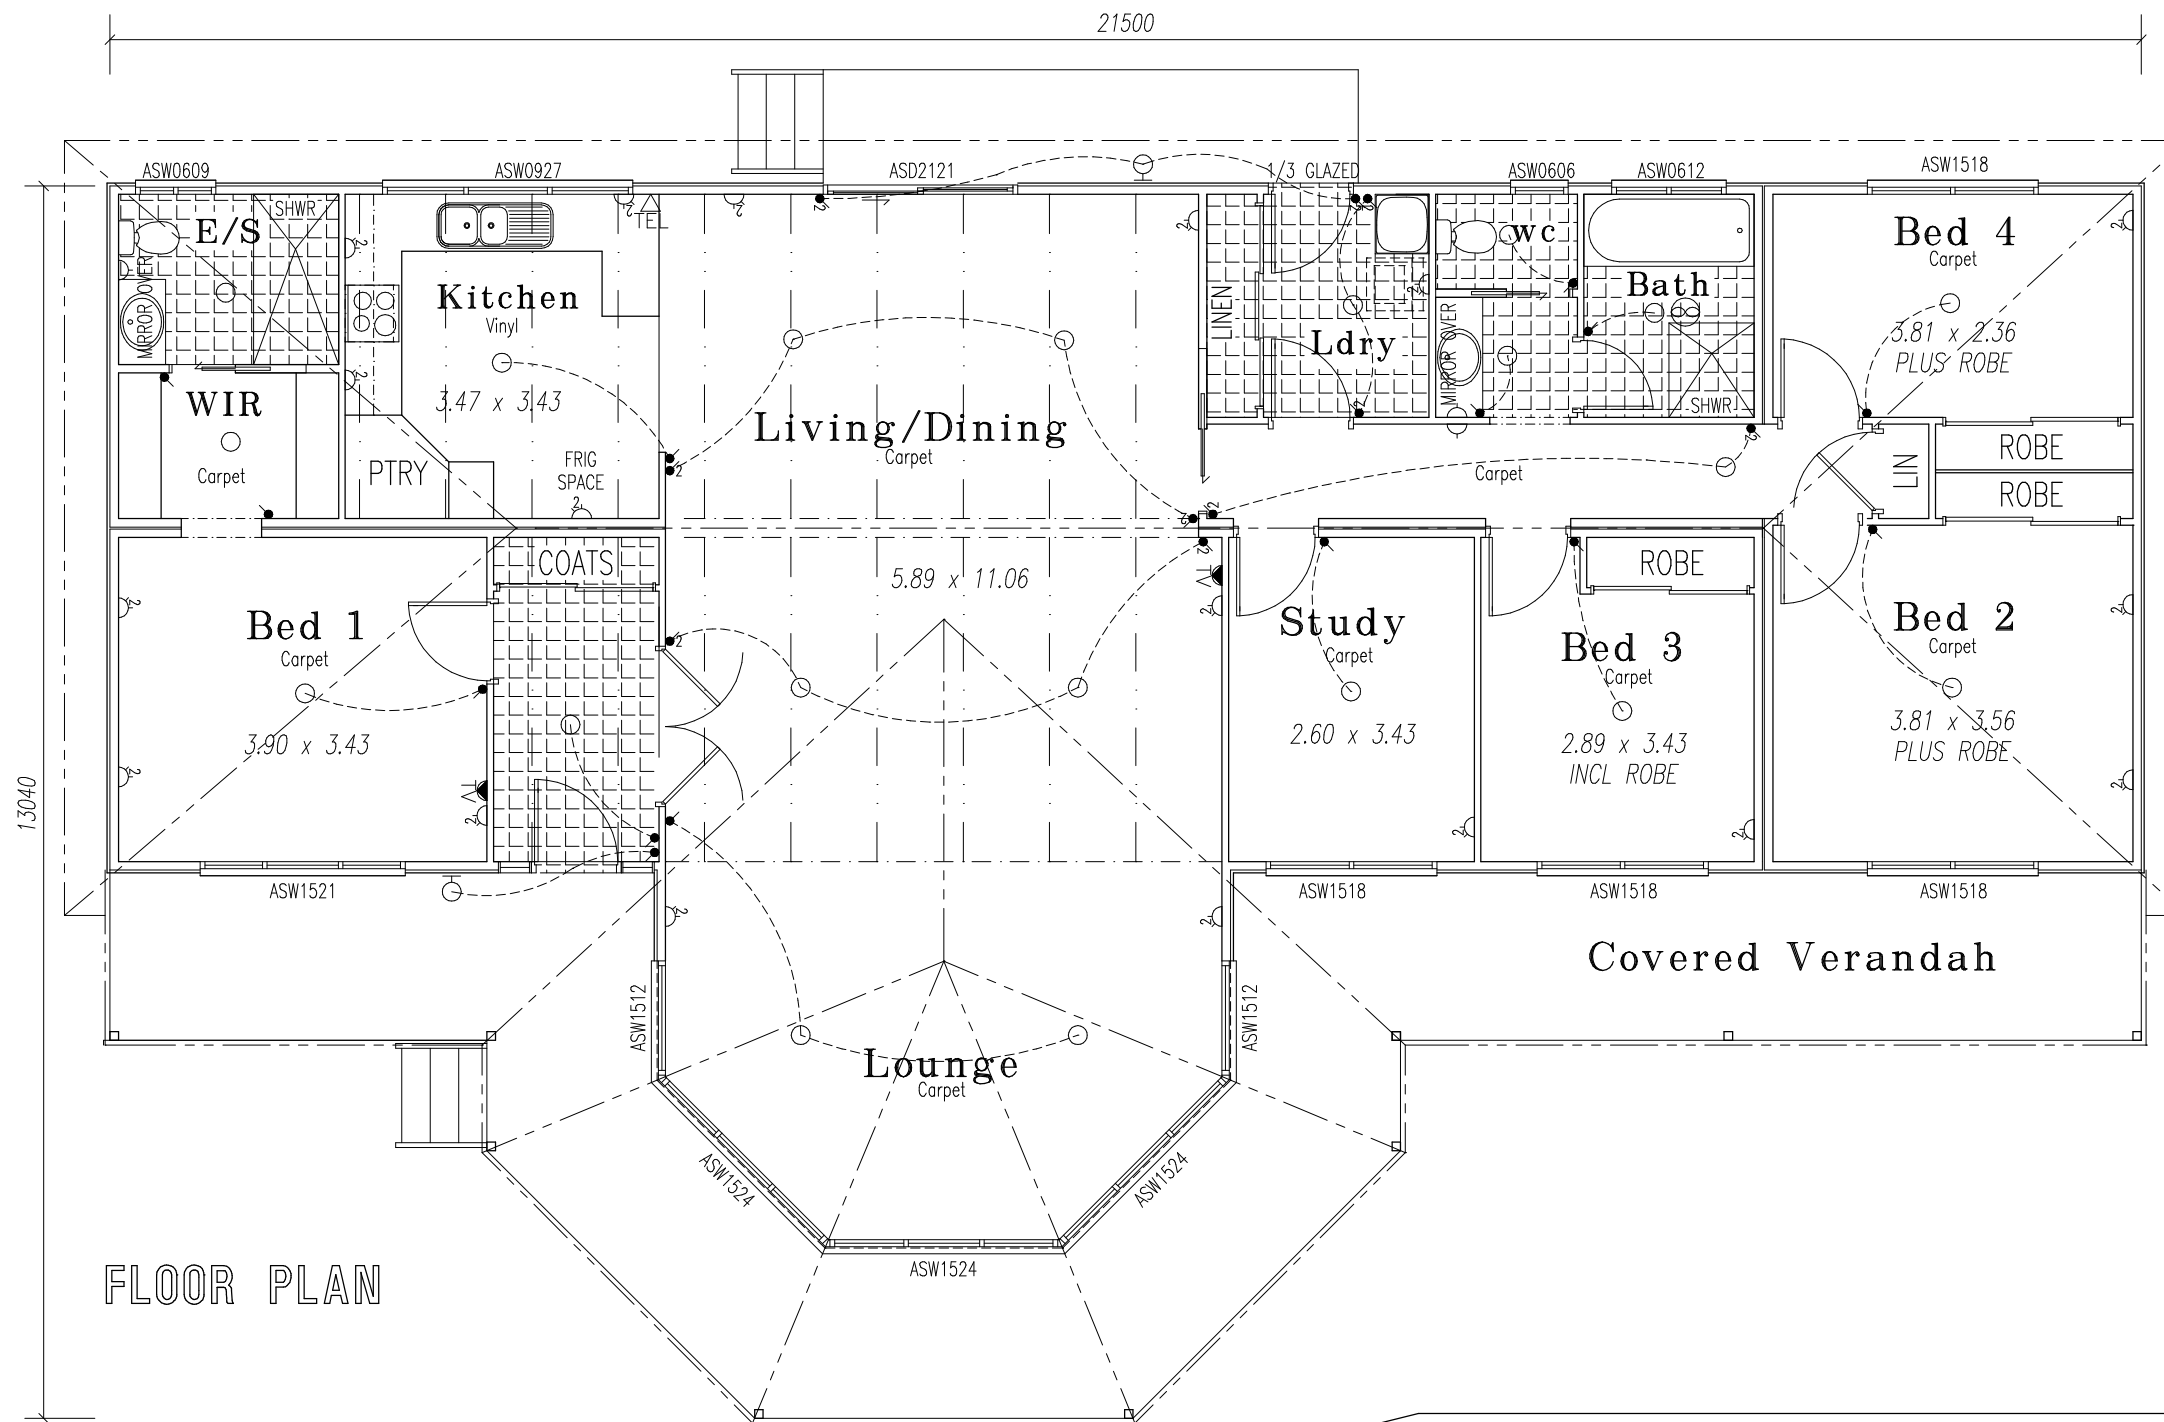 21500
ASW0609
ASW0927
ASD2121
1/3 GLAZED
ASW0606
ASW0612
ASW1518
E/S
SHWR
MIRROR OVER
TEL
2
Kitchen
Vinyl
3.47 x 3.43
WIR
Carpet
PTRY
FRIG
SPACE
Living/Dining
Carpet
5.89 x 11.06
LINEN
Ldry
wc
MIRROR OVER
Bath
8
SHWR
Carpet
Bed 4
Carpet
3.81 x 2.36
PLUS ROBE
LIN
ROBE
ROBE
COATS
Bed 1
Carpet
3.90 x 3.43
TV
TV
Study
Carpet
2.60 x 3.43
ROBE
Bed 3
Carpet
2.89 x 3.43
INCL ROBE
Bed 2
Carpet
3.81 x 3.56
PLUS ROBE
13040
ASW1521
ASW1518
ASW1518
ASW1518
Covered Verandah
ASW1512
ASW1512
Lounge
Carpet
ASW1524
ASW1524
ASW1524
FLOOR PLAN